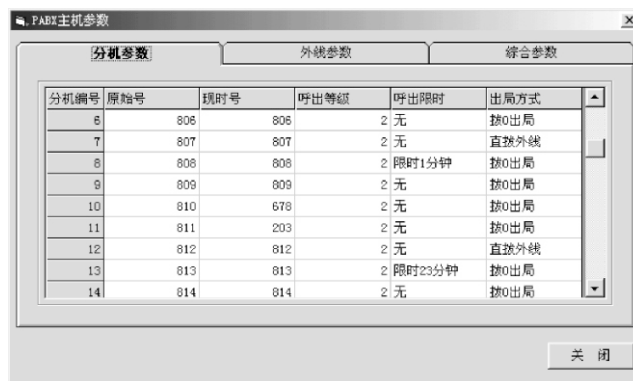 PABX主机参数
分机参数 外线参数 综合参数
分机编号 原始号 现时号 呼出等级 呼出限时 出局方式
6 806 806 2 无 拨0出局
7 807 807 2 无 直拨外线
8 808 808 2 限时1分钟 拨0出局
9 809 809 2 无 拨0出局
10 810 678 2 无 拨0出局
11 811 203 2 无 拨0出局
12 812 812 2 无 直拨外线
13 813 813 2 限时23分钟 拨0出局
14 814 814 2 无 拨0出局
关 闭